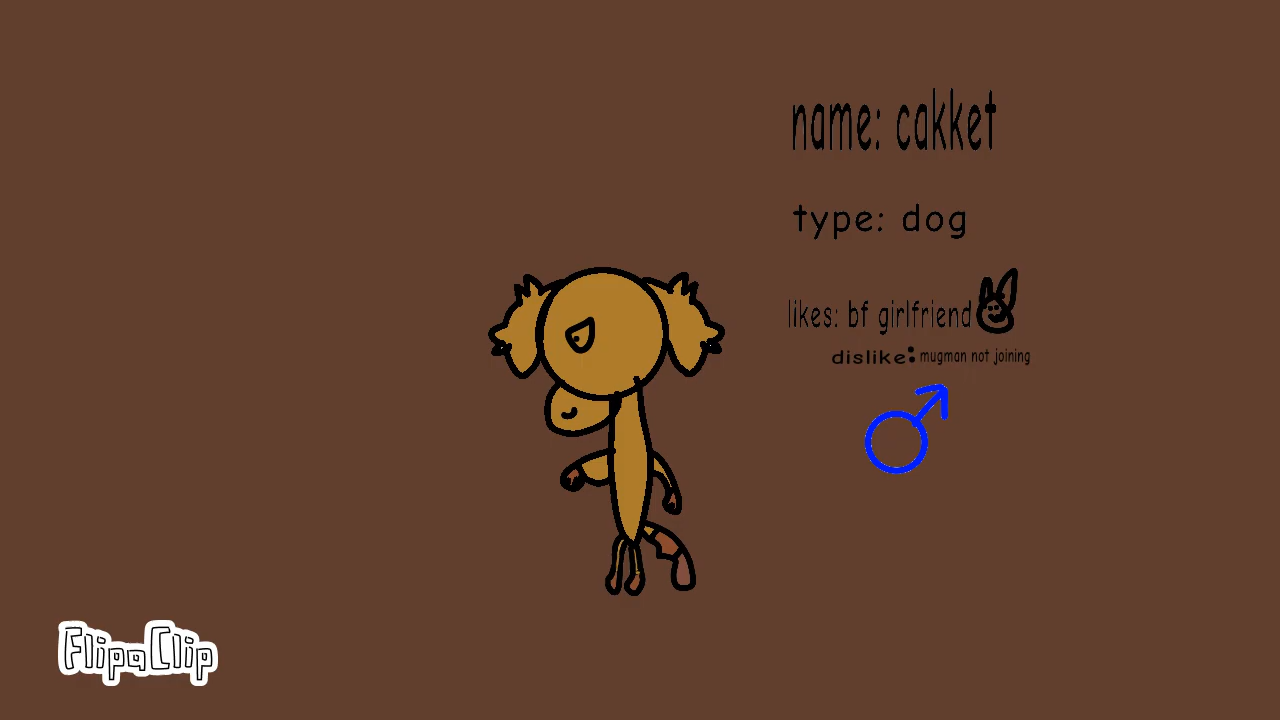 name: cakket
type: dog
likes: bf girlfriend
dislike: mugman not joining
FlipaClip